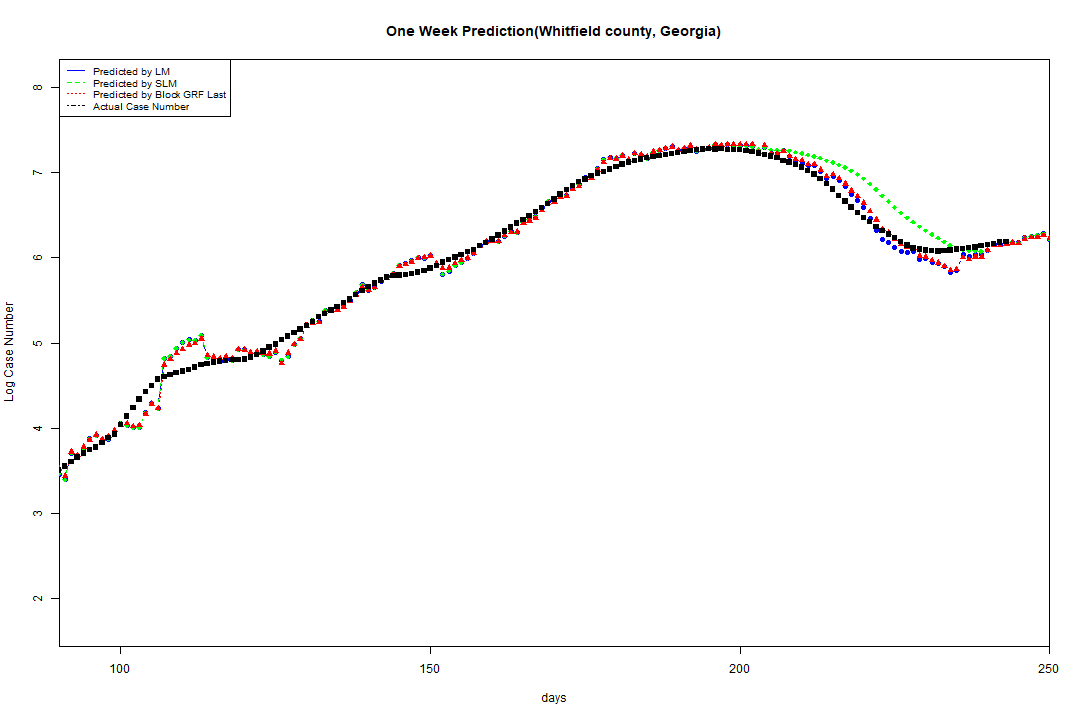 One Week Prediction(Whitfield county, Georgia)
Predicted by LM
Predicted by SLM
Predicted by Block GRF Last
Actual Case Number
8
7
6
5
4
3
2
Log Case Number
100 150 200 250
days